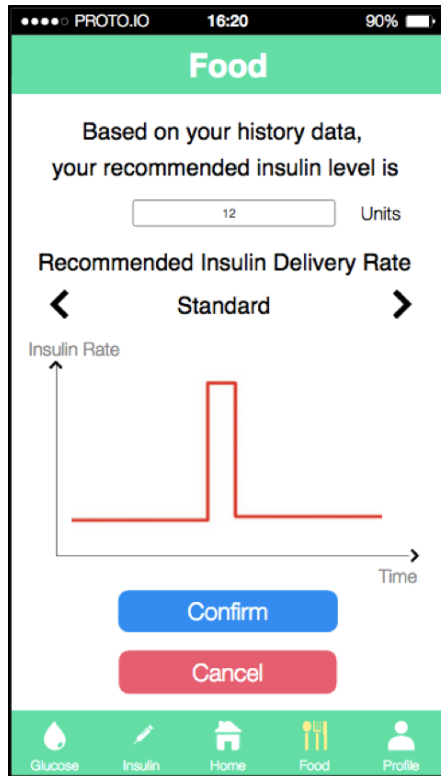 PROTO.IO 16:20 90%
Food
Based on your history data,
your recommended insulin level is
12 Units
Recommended Insulin Delivery Rate
Standard
Insulin Rate
Time
Confirm
Cancel
Glucose Insulin Home Food Profile